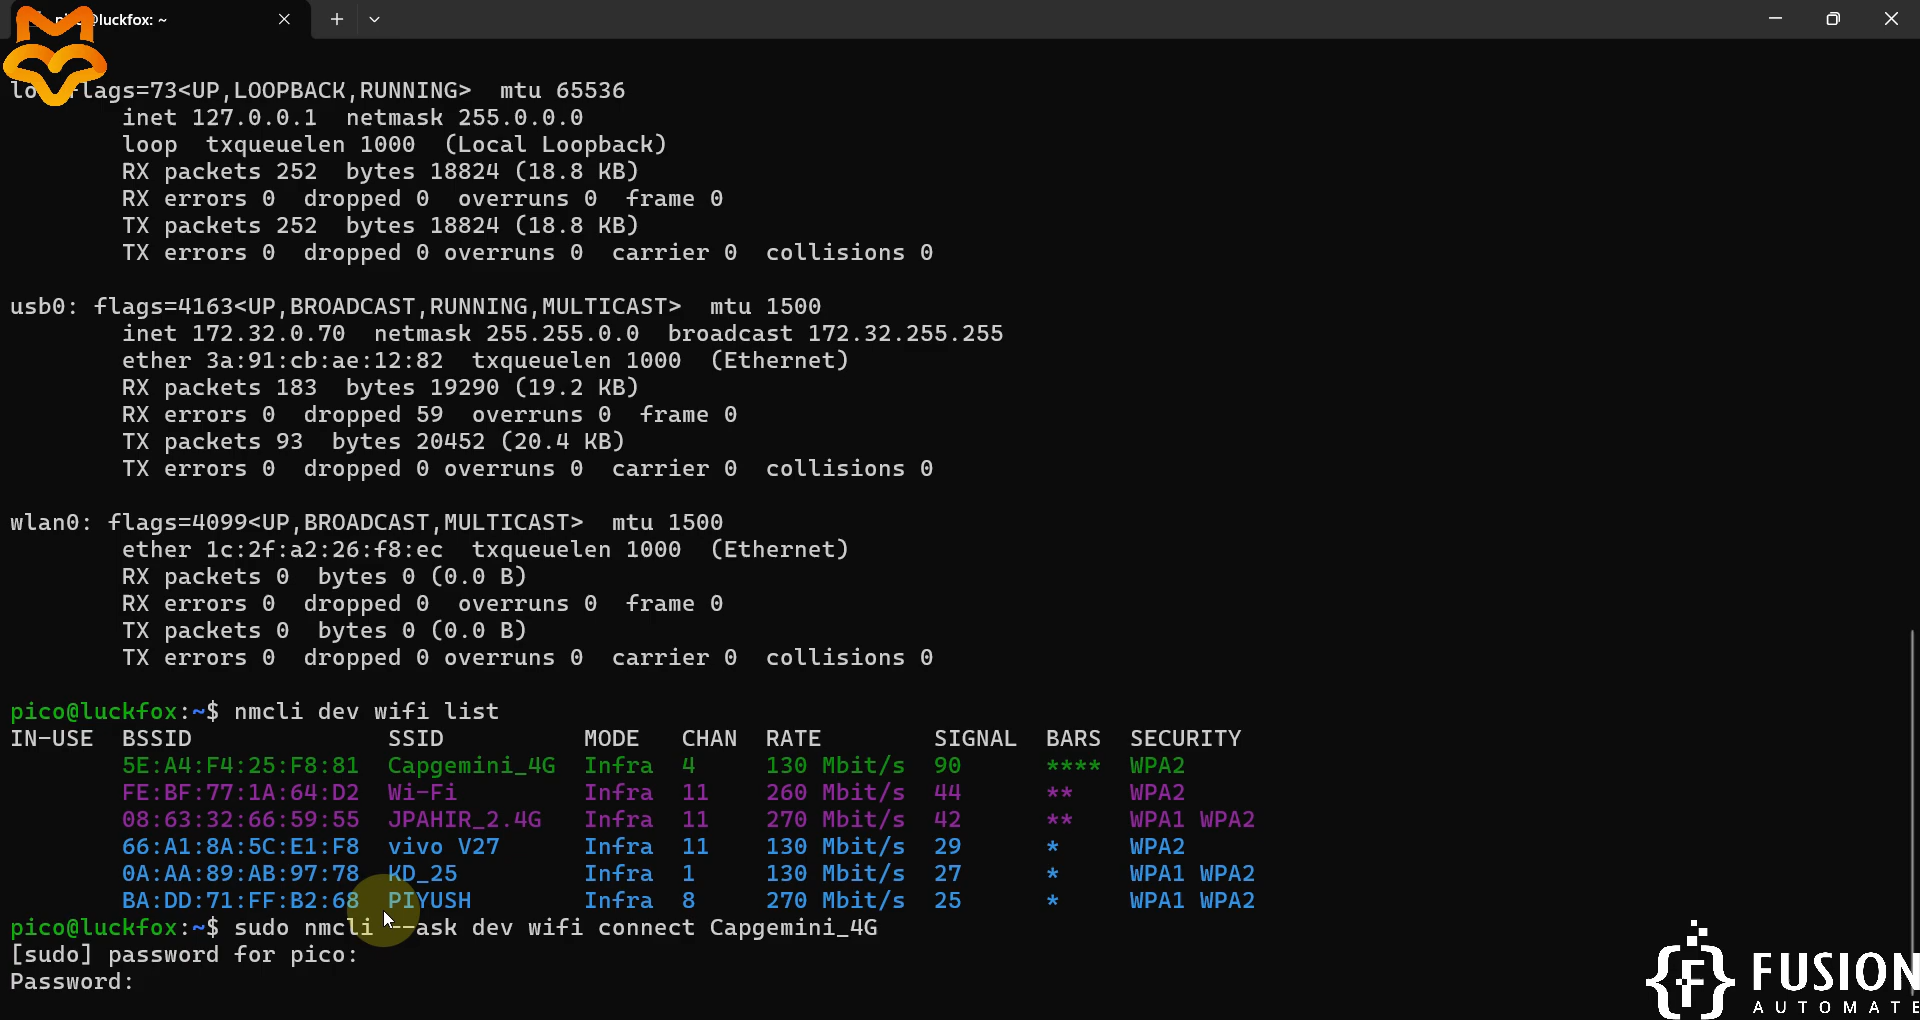 luckfox: ~
flags=73<UP,LOOPBACK,RUNNING>  mtu 65536
inet 127.0.0.1  netmask 255.0.0.0
loop  txqueuelen 1000  (Local Loopback)
RX packets 252  bytes 18824 (18.8 KB)
RX errors 0  dropped 0  overruns 0  frame 0
TX packets 252  bytes 18824 (18.8 KB)
TX errors 0  dropped 0 overruns 0  carrier 0  collisions 0
usb0: flags=4163<UP,BROADCAST,RUNNING,MULTICAST>  mtu 1500
inet 172.32.0.70  netmask 255.255.0.0  broadcast 172.32.255.255
ether 3a:91:cb:ae:12:82  txqueuelen 1000  (Ethernet)
RX packets 183  bytes 19290 (19.2 KB)
RX errors 0  dropped 59  overruns 0  frame 0
TX packets 93  bytes 20452 (20.4 KB)
TX errors 0  dropped 0 overruns 0  carrier 0  collisions 0
wlan0: flags=4099<UP,BROADCAST,MULTICAST>  mtu 1500
ether 1c:2f:a2:26:f8:ec  txqueuelen 1000  (Ethernet)
RX packets 0  bytes 0 (0.0 B)
RX errors 0  dropped 0  overruns 0  frame 0
TX packets 0  bytes 0 (0.0 B)
TX errors 0  dropped 0 overruns 0  carrier 0  collisions 0
pico@luckfox:~$ nmcli dev wifi list
IN-USE  BSSID  SSID  MODE  CHAN  RATE  SIGNAL  BARS  SECURITY
5E:A4:F4:25:F8:81  Capgemini_4G  Infra  4  130 Mbit/s  90  ****  WPA2
FE:BF:77:1A:64:D2  Wi-Fi  Infra  11  260 Mbit/s  44  **  WPA2
08:63:32:66:59:55  JPAHIR_2.4G  Infra  11  270 Mbit/s  42  **  WPA1 WPA2
66:A1:8A:5C:E1:F8  vivo V27  Infra  11  130 Mbit/s  29  *  WPA2
0A:AA:89:AB:97:78  KD_25  Infra  1  130 Mbit/s  27  *  WPA1 WPA2
BA:DD:71:FF:B2:68  PIYUSH  Infra  8  270 Mbit/s  25  *  WPA1 WPA2
pico@luckfox:~$ sudo nmcli --ask dev wifi connect Capgemini_4G
[sudo] password for pico:
Password:
FUSION
AUTOMATE